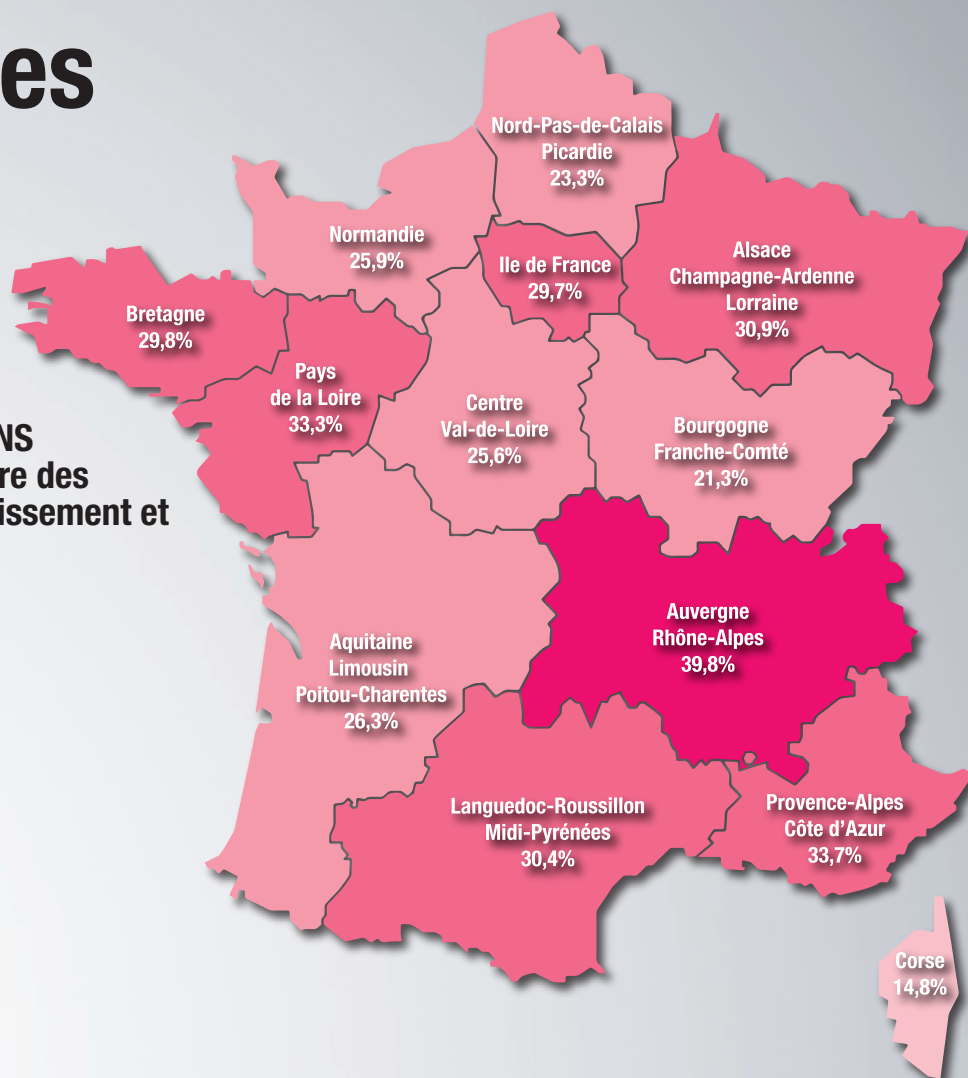 es
Nord-Pas-de-Calais
Picardie
23,3%
Normandie
25,9%
Ile de France
29,7%
Alsace
Champagne-Ardenne
Lorraine
30,9%
Bretagne
29,8%
Pays
de la Loire
33,3%
Centre
Val-de-Loire
25,6%
Bourgogne
Franche-Comté
21,3%
NS
re des
issement et
Auvergne
Rhône-Alpes
39,8%
Aquitaine
Limousin
Poitou-Charentes
26,3%
Languedoc-Roussillon
Midi-Pyrénées
30,4%
Provence-Alpes
Côte d'Azur
33,7%
Corse
14,8%